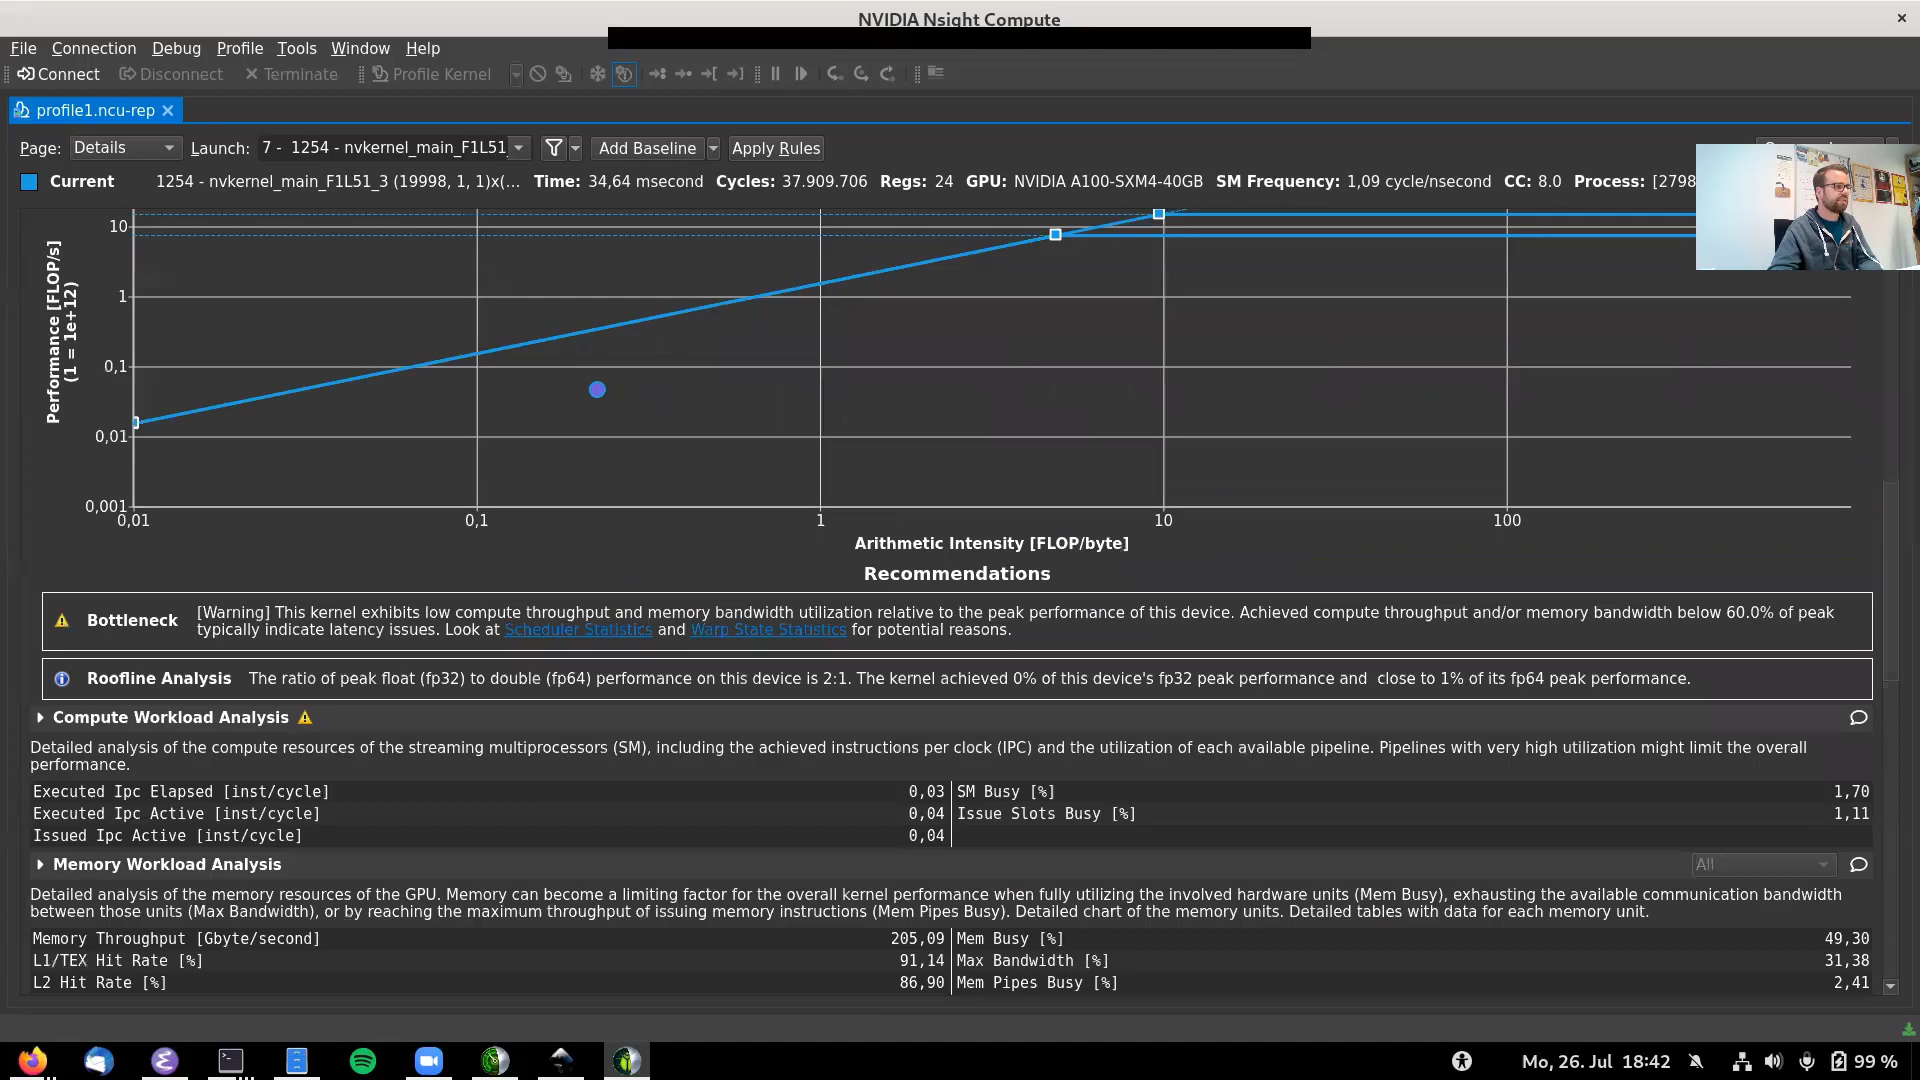 NVIDIA Nsight Compute
File Connection Debug Profile Tools Window Help
Connect Disconnect Terminate Profile Kernel
profile1.ncu-rep
Page: Details Launch: 7 - 1254 - nvkernel_main_F1L51 Add Baseline Apply Rules
Current 1254 - nvkernel_main_F1L51_3 (19998, 1, 1)x(... Time: 34,64 msecond Cycles: 37.909.706 Regs: 24 GPU: NVIDIA A100-SXM4-40GB SM Frequency: 1,09 cycle/nsecond CC: 8.0 Process: [2798
Performance [FLOP/s]
(1 = 1e+12)
10
1
0,1
0,01
0,001
0,01 0,1 1 10 100
Arithmetic Intensity [FLOP/byte]
Recommendations
Bottleneck [Warning] This kernel exhibits low compute throughput and memory bandwidth utilization relative to the peak performance of this device. Achieved compute throughput and/or memory bandwidth below 60.0% of peak
typically indicate latency issues. Look at Scheduler Statistics and Warp State Statistics for potential reasons.
Roofline Analysis The ratio of peak float (fp32) to double (fp64) performance on this device is 2:1. The kernel achieved 0% of this device's fp32 peak performance and close to 1% of its fp64 peak performance.
Compute Workload Analysis
Detailed analysis of the compute resources of the streaming multiprocessors (SM), including the achieved instructions per clock (IPC) and the utilization of each available pipeline. Pipelines with very high utilization might limit the overall
performance.
Executed Ipc Elapsed [inst/cycle] 0,03 SM Busy [%] 1,70
Executed Ipc Active [inst/cycle] 0,04 Issue Slots Busy [%] 1,11
Issued Ipc Active [inst/cycle] 0,04
Memory Workload Analysis All
Detailed analysis of the memory resources of the GPU. Memory can become a limiting factor for the overall kernel performance when fully utilizing the involved hardware units (Mem Busy), exhausting the available communication bandwidth
between those units (Max Bandwidth), or by reaching the maximum throughput of issuing memory instructions (Mem Pipes Busy). Detailed chart of the memory units. Detailed tables with data for each memory unit.
Memory Throughput [Gbyte/second] 205,09 Mem Busy [%] 49,30
L1/TEX Hit Rate [%] 91,14 Max Bandwidth [%] 31,38
L2 Hit Rate [%] 86,90 Mem Pipes Busy [%] 2,41
Mo, 26. Jul 18:42 99 %